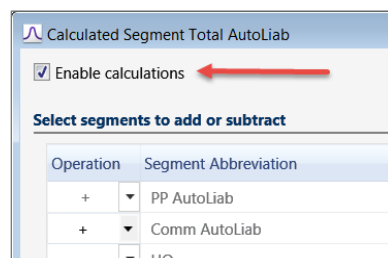 Calculated Segment Total AutoLiab
Enable calculations
Select segments to add or subtract
Operation Segment Abbreviation
+ PP AutoLiab
+ Comm AutoLiab